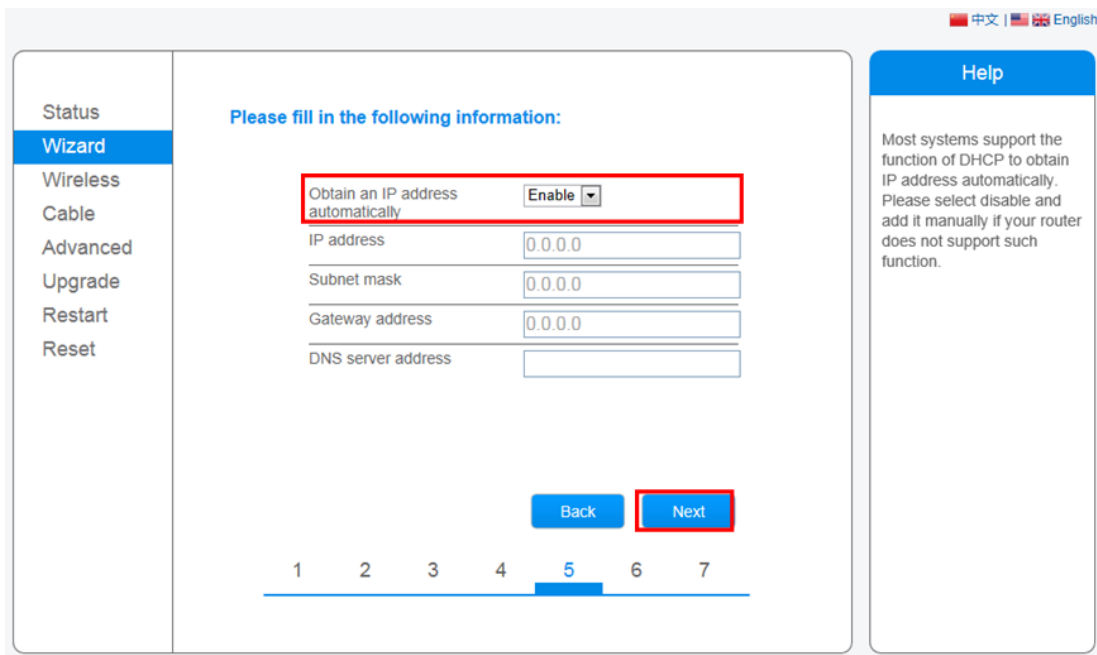 中文 | English
Help
Status
Wizard
Wireless
Cable
Advanced
Upgrade
Restart
Reset
Please fill in the following information:
Obtain an IP address
automatically
Enable
IP address
0.0.0.0
Subnet mask
0.0.0.0
Gateway address
0.0.0.0
DNS server address
Back
Next
1 2 3 4 5 6 7
Most systems support the
function of DHCP to obtain
IP address automatically.
Please select disable and
add it manually if your router
does not support such
function.